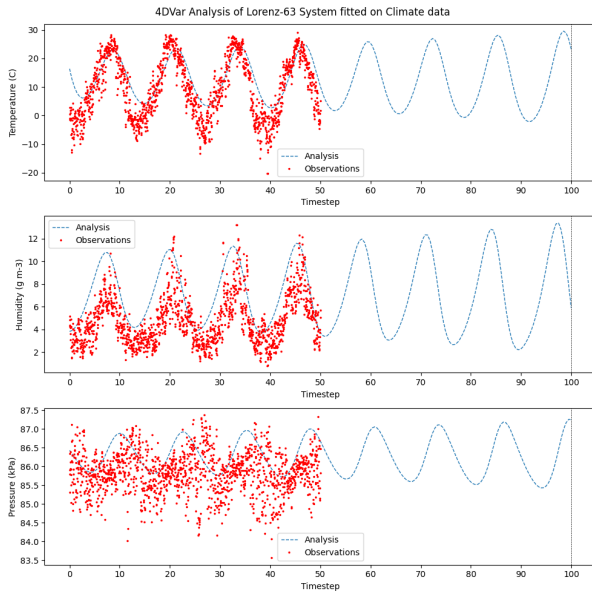 4DVar Analysis of Lorenz-63 System fitted on Climate data
30
20
10
0
−10
−20
Temperature (C)
Analysis
Observations
0 10 20 30 40 50 60 70 80 90 100
Timestep
Analysis
Observations
12
10
8
6
4
2
Humidity (g m-3)
0 10 20 30 40 50 60 70 80 90 100
Timestep
87.5
87.0
86.5
86.0
85.5
85.0
84.5
84.0
83.5
Pressure (kPa)
Analysis
Observations
0 10 20 30 40 50 60 70 80 90 100
Timestep